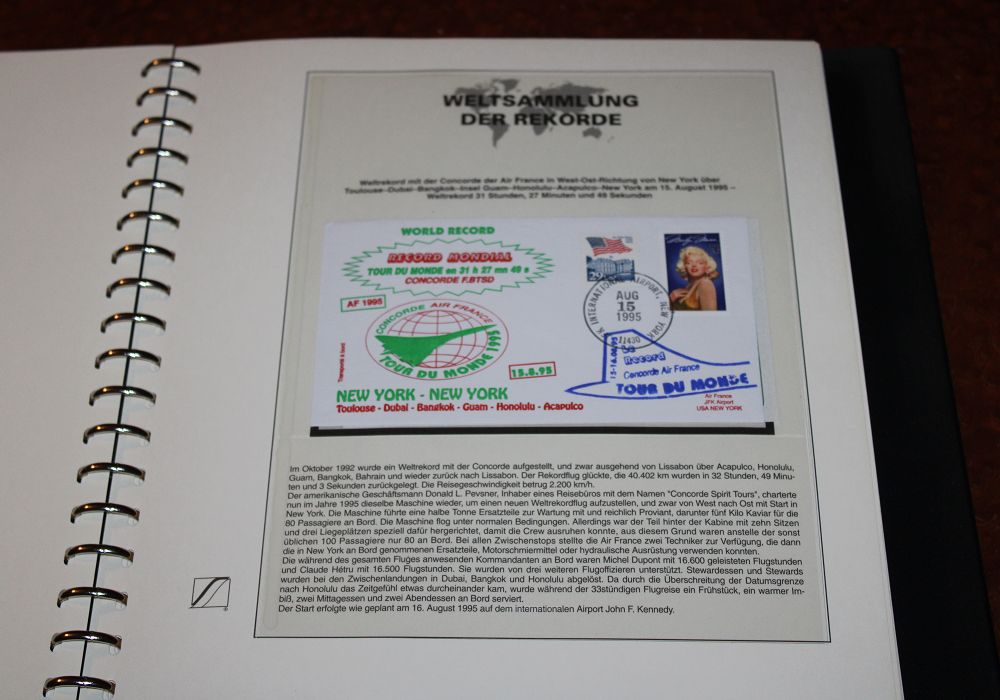 WELTSAMMLUNG
DER REKORDE
Weltrekord mit der Concorde der Air France in West-Ost-Richtung von New York über
Toulouse–Dubai–Bangkok–Insel Guam–Honolulu–Acapulco–New York am 15. August 1995 –
Weltrekord 31 Stunden, 27 Minuten und 49 Sekunden
WORLD RECORD
RECORD MONDIAL
TOUR DU MONDE en 31 h 27 mn 49 s
CONCORDE F.BTSD
AF 1995
CONCORDE AIR FRANCE
TOUR DU MONDE 1995
Transporté à bord
15.8.95
NEW YORK - NEW YORK
Toulouse - Dubai - Bangkok - Guam - Honolulu - Acapulco
29
INTERNATIONAL AIRPORT, NEW YORK
AUG
15
1995
11430
15-16.08.95
Le
Record
Concorde Air France
TOUR DU MONDE
Air France
JFK Airport
USA NEW YORK
Im Oktober 1992 wurde ein Weltrekord mit der Concorde aufgestellt, und zwar ausgehend von Lissabon über Acapulco, Honolulu,
Guam, Bangkok, Bahrain und wieder zurück nach Lissabon. Der Rekordflug glückte, die 40.402 km wurden in 32 Stunden, 49 Minu-
ten und 3 Sekunden zurückgelegt. Die Reisegeschwindigkeit betrug 2.200 km/h.
Der amerikanische Geschäftsmann Donald L. Pevsner, Inhaber eines Reisebüros mit dem Namen "Concorde Spirit Tours", charterte
nun im Jahre 1995 dieselbe Maschine wieder, um einen neuen Weltrekordflug aufzustellen, und zwar von West nach Ost mit Start in
New York. Die Maschine führte eine halbe Tonne Ersatzteile zur Wartung mit und reichlich Proviant, darunter fünf Kilo Kaviar für die
80 Passagiere an Bord. Die Maschine flog unter normalen Bedingungen. Allerdings war der Teil hinter der Kabine mit zehn Sitzen
und drei Liegeplätzen speziell dafür hergerichtet, damit die Crew ausruhen konnte, aus diesem Grund waren anstelle der sonst
üblichen 100 Passagiere nur 80 an Bord. Bei allen Zwischenstops stellte die Air France zwei Techniker zur Verfügung, die dann
die in New York an Bord genommenen Ersatzteile, Motorschmiermittel oder hydraulische Ausrüstung verwenden konnten.
Die während des gesamten Fluges anwesenden Kommandanten an Bord waren Michel Dupont mit 16.600 geleisteten Flugstunden
und Claude Hétru mit 16.500 Flugstunden. Sie wurden von drei weiteren Flugoffizieren unterstützt. Stewardessen und Stewards
wurden bei den Zwischenlandungen in Dubai, Bangkok und Honolulu abgelöst. Da durch die Überschreitung der Datumsgrenze
nach Honolulu das Zeitgefühl etwas durcheinander kam, wurde während der 33stündigen Flugreise ein Frühstück, ein warmer Im-
biß, zwei Mittagessen und zwei Abendessen an Bord serviert.
Der Start erfolgte wie geplant am 16. August 1995 auf dem internationalen Airport John F. Kennedy.